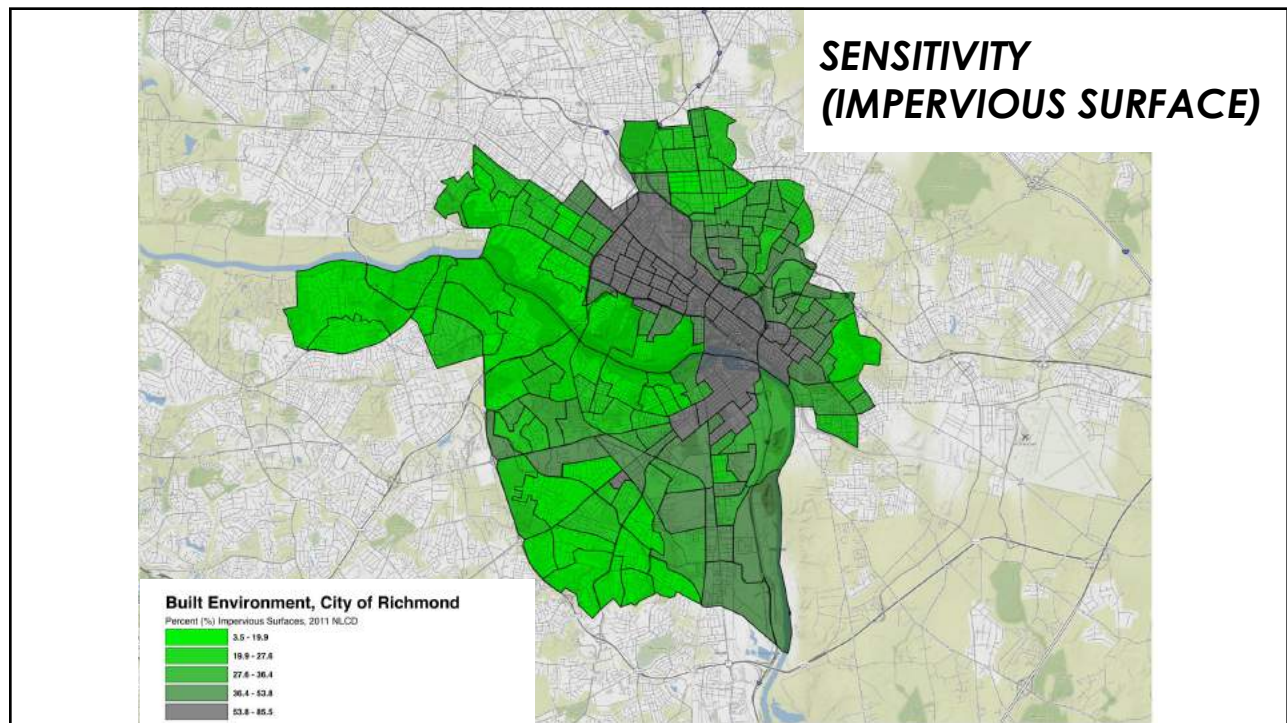 SENSITIVITY
(IMPERVIOUS SURFACE)
Built Environment, City of Richmond
Percent (%) Impervious Surfaces, 2011 NLCD
3.5 - 19.9
19.9 - 27.6
27.6 - 36.4
36.4 - 53.8
53.8 - 85.5